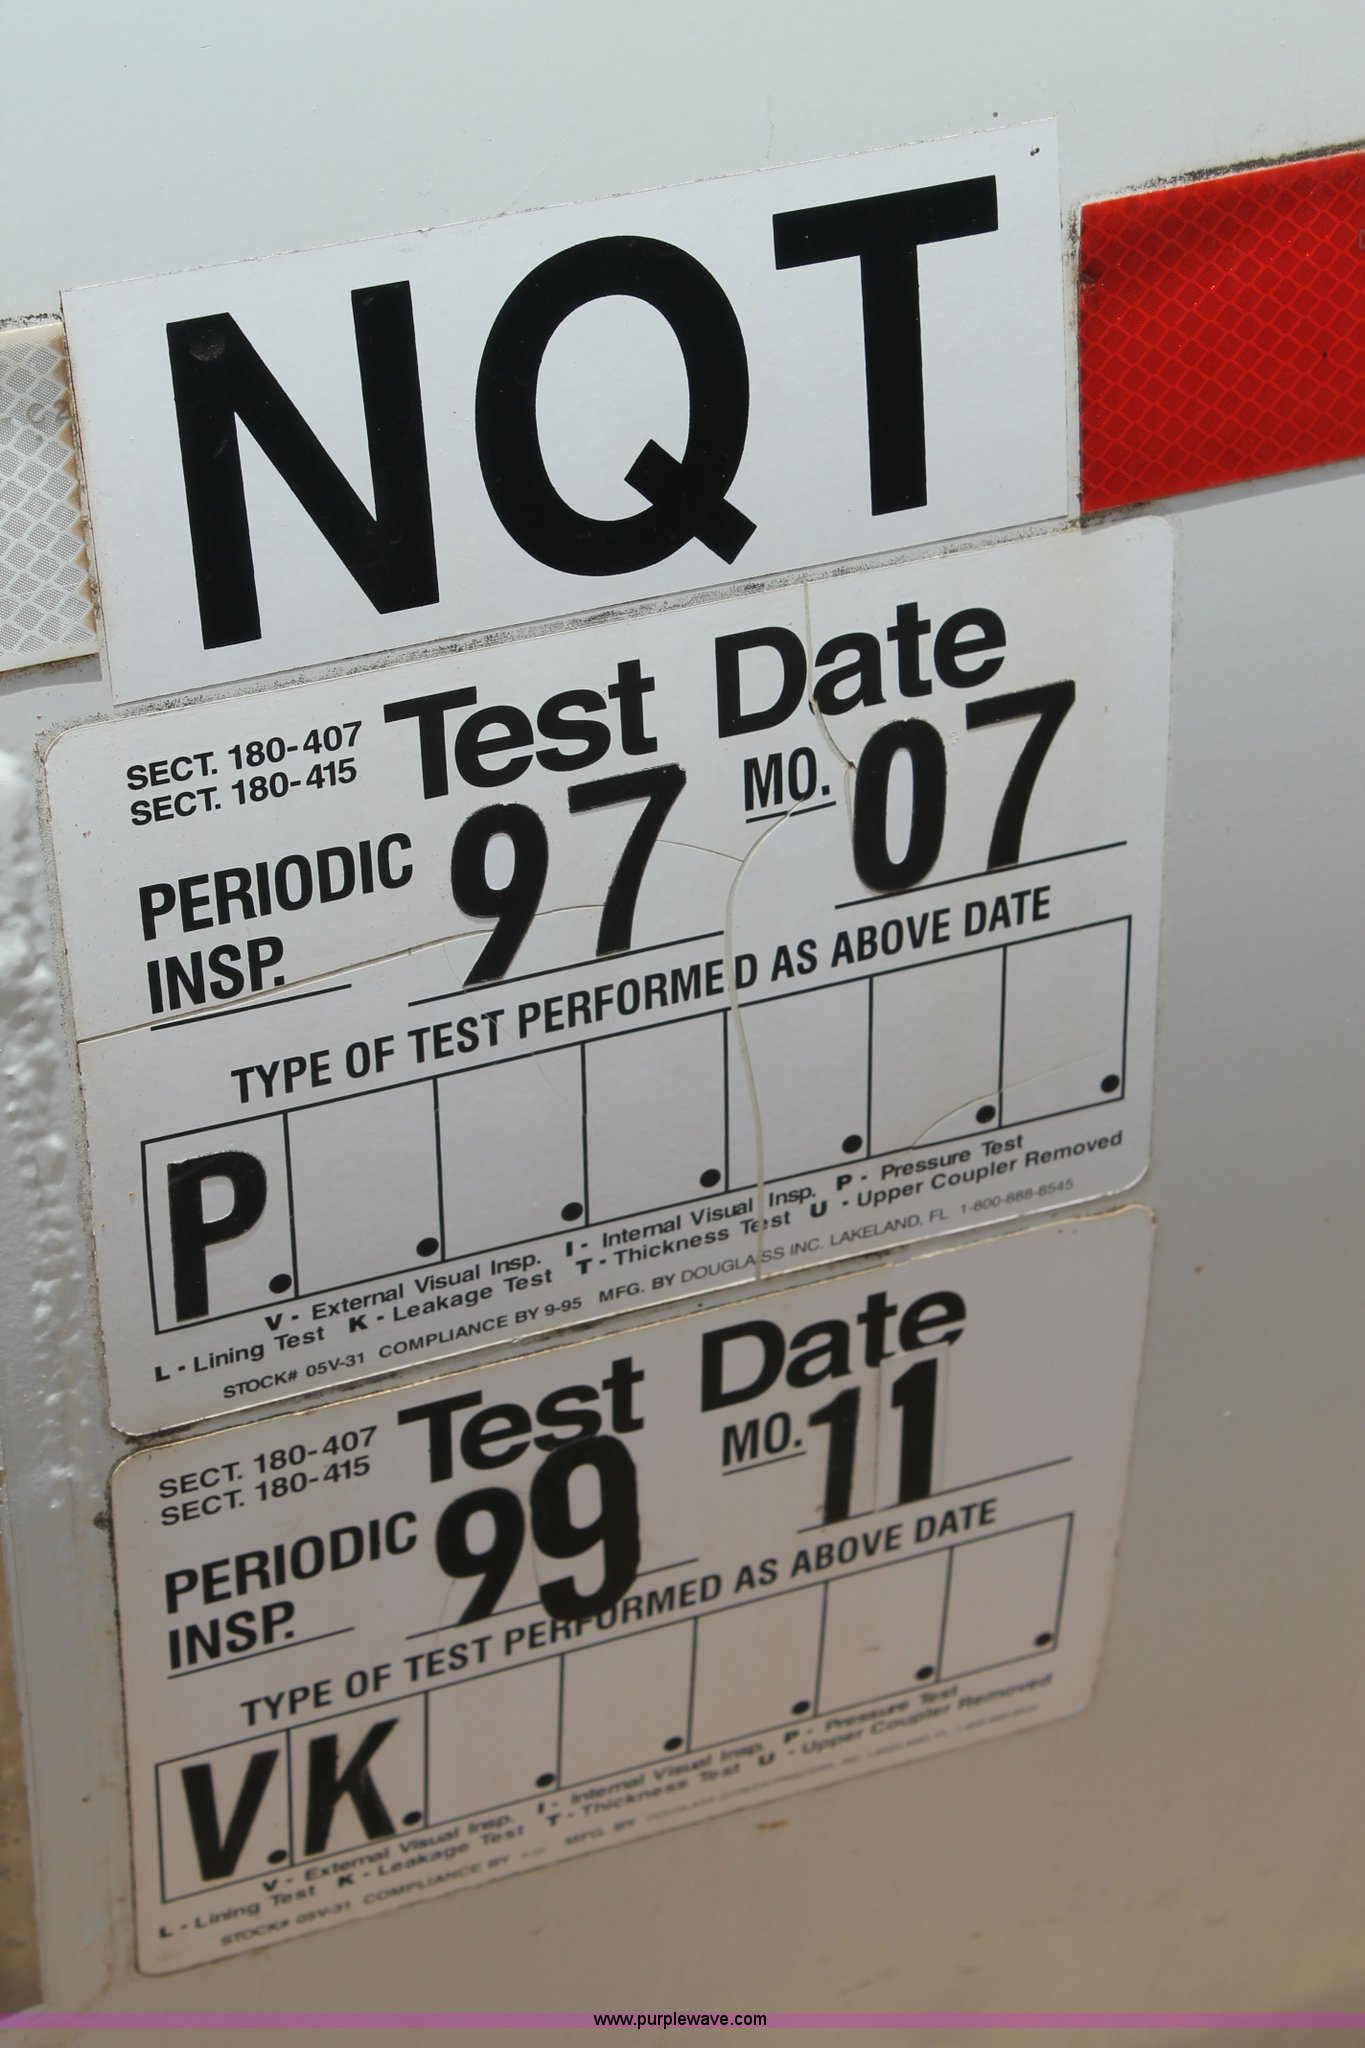 NQT
Test Date
SECT. 180-407
SECT. 180-415
PERIODIC INSP. 97 MO. 07
TYPE OF TEST PERFORMED AS ABOVE DATE
P.
V - External Visual Insp. I - Internal Visual Insp. P - Pressure Test
L - Lining Test K - Leakage Test T - Thickness Test U - Upper Coupler Removed
STOCK# 05V-31 COMPLIANCE BY 9-95 MFG. BY DOUGLASS INC. LAKELAND, FL 1-800-888-8545
Test Date
SECT. 180-407
SECT. 180-415
PERIODIC INSP. 99 MO. 11
TYPE OF TEST PERFORMED AS ABOVE DATE
V. K.
V - External Visual Insp. I - Internal Visual Insp. P - Pressure Test
L - Lining Test K - Leakage Test T - Thickness Test U - Upper Coupler Removed
STOCK# 05V-31 COMPLIANCE BY MFG. BY
www.purplewave.com